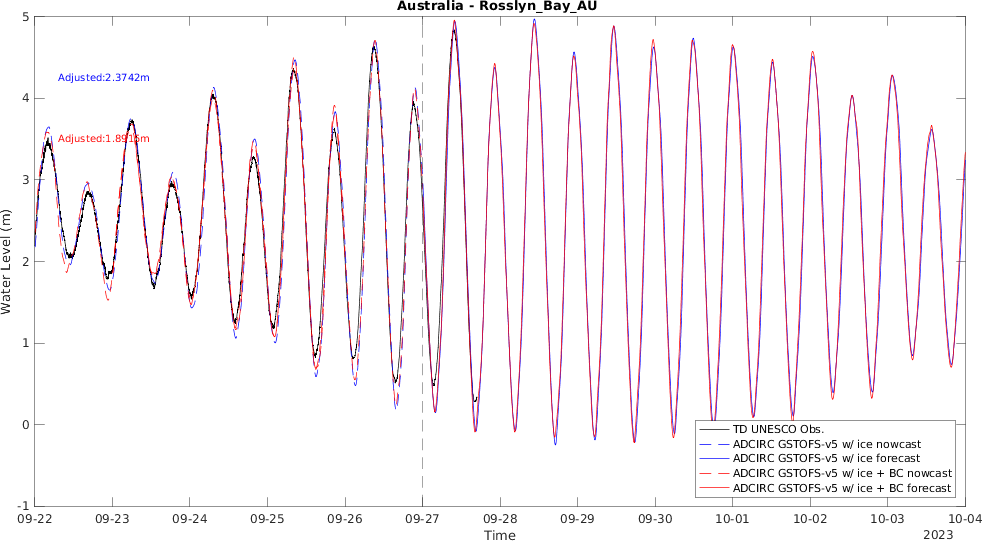 Australia - Rosslyn_Bay_AU
5
4
3
2
1
0
-1
Water Level (m)
Adjusted:2.3742m
Adjusted:1.8915m
TD UNESCO Obs.
ADCIRC GSTOFS-v5 w/ ice nowcast
ADCIRC GSTOFS-v5 w/ ice forecast
ADCIRC GSTOFS-v5 w/ ice + BC nowcast
ADCIRC GSTOFS-v5 w/ ice + BC forecast
09-22 09-23 09-24 09-25 09-26 09-27 09-28 09-29 09-30 10-01 10-02 10-03 10-04
Time
2023